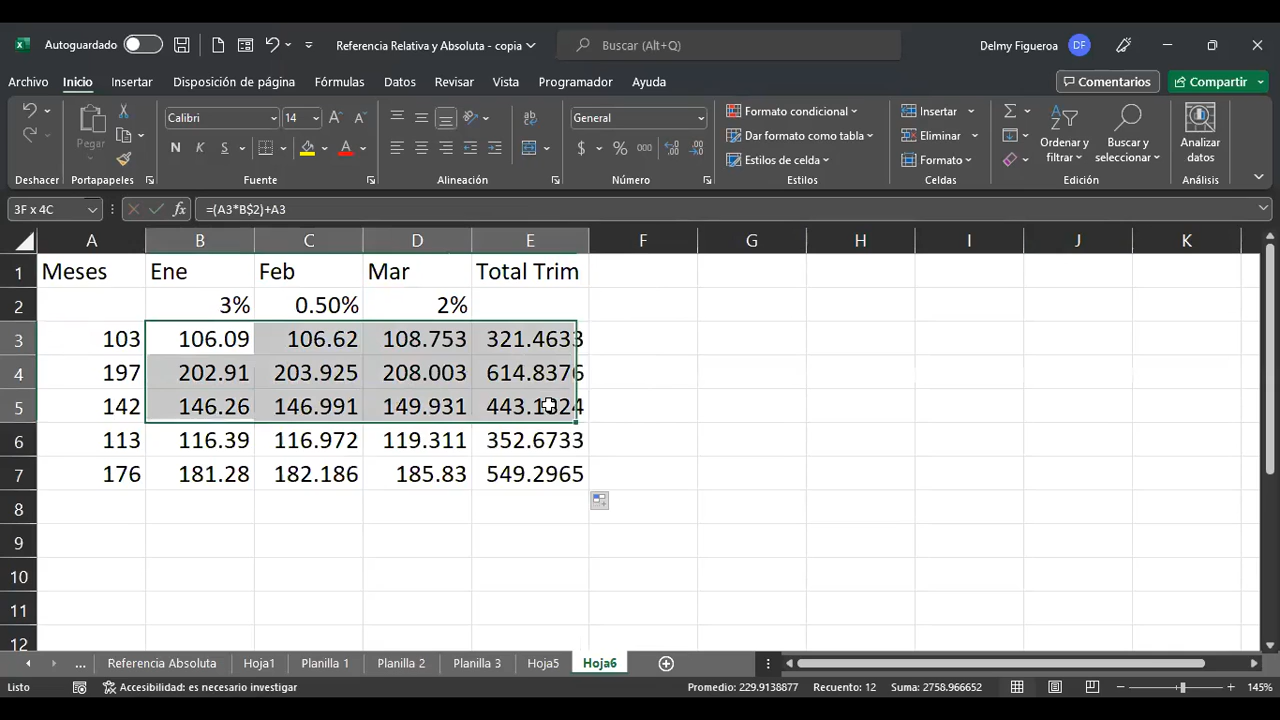 Autoguardado Referencia Relativa y Absoluta - copia Buscar (Alt+Q) Delmy Figueroa DF
Archivo Inicio Insertar Disposición de página Fórmulas Datos Revisar Vista Programador Ayuda Comentarios Compartir
Pegar Calibri 14 General Formato condicional Insertar
N K S $ % 000 Dar formato como tabla Eliminar Ordenar y filtrar Buscar y seleccionar Analizar datos
Estilos de celda Formato
Deshacer Portapapeles Fuente Alineación Número Estilos Celdas Edición Análisis
3F x 4C fx =(A3*B$2)+A3
A B C D E F G H I J K
1 Meses Ene Feb Mar Total Trim
2 3% 0.50% 2%
3 103 106.09 106.62 108.753 321.4633
4 197 202.91 203.925 208.003 614.8376
5 142 146.26 146.991 149.931
6 113 116.39 116.972 119.311 352.6733
7 176 181.28 182.186 185.83 549.2965
8
9
10
11
12
... Referencia Absoluta Hoja1 Planilla 1 Planilla 2 Planilla 3 Hoja5 Hoja6
Listo Accesibilidad: es necesario investigar Promedio: 229.9138877 Recuento: 12 Suma: 2758.966652 145%